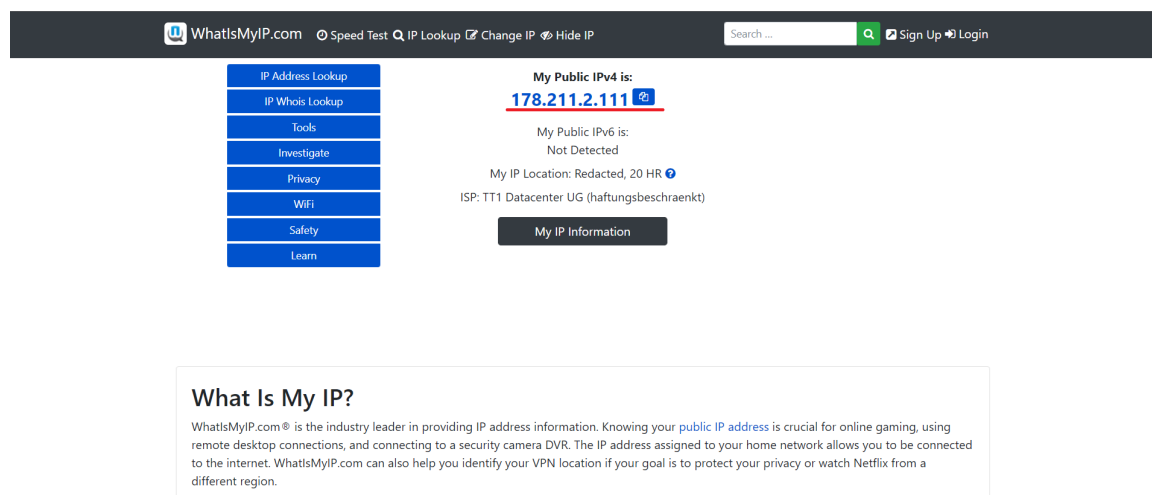 WhatIsMyIP.com Speed Test IP Lookup Change IP Hide IP Search ... Sign Up Login
IP Address Lookup
IP Whois Lookup
Tools
Investigate
Privacy
WiFi
Safety
Learn
My Public IPv4 is:
178.211.2.111
My Public IPv6 is:
Not Detected
My IP Location: Redacted, 20 HR
ISP: TT1 Datacenter UG (haftungsbeschraenkt)
My IP Information
What Is My IP?
WhatIsMyIP.com® is the industry leader in providing IP address information. Knowing your public IP address is crucial for online gaming, using
remote desktop connections, and connecting to a security camera DVR. The IP address assigned to your home network allows you to be connected
to the internet. WhatIsMyIP.com can also help you identify your VPN location if your goal is to protect your privacy or watch Netflix from a
different region.